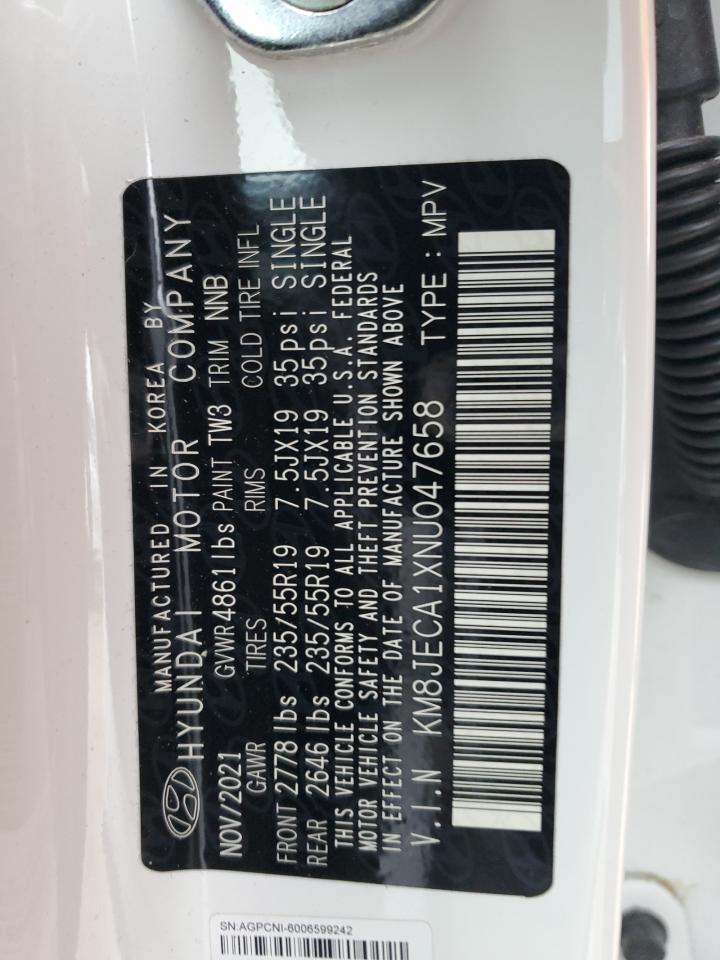 MANUFACTURED IN KOREA BY
HYUNDAI MOTOR COMPANY
NOV/2021 GVWR 4861 lbs PAINT TW3 TRIM NNB
GAWR TIRES RIMS COLD TIRE INFL
FRONT 2778 lbs 235/55R19 7.5JX19 35psi SINGLE
REAR 2646 lbs 235/55R19 7.5JX19 35psi SINGLE
THIS VEHICLE CONFORMS TO ALL APPLICABLE U.S.A. FEDERAL
MOTOR VEHICLE SAFETY AND THEFT PREVENTION STANDARDS
IN EFFECT ON THE DATE OF MANUFACTURE SHOWN ABOVE
V.I.N KM8JECA1XNU047658 TYPE : MPV
SN:AGPCNI-6006599242